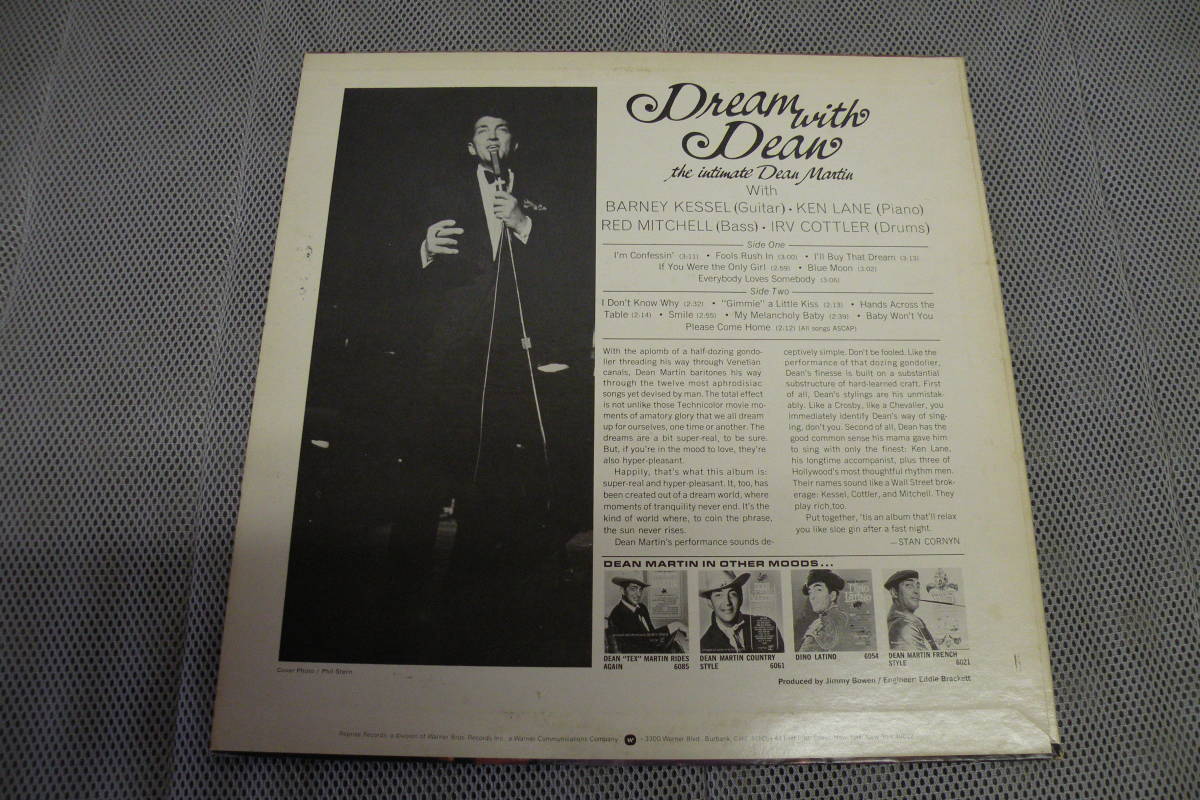 Dream with
Dean
the intimate Dean Martin
With
BARNEY KESSEL (Guitar) • KEN LANE (Piano)
RED MITCHELL (Bass) • IRV COTTLER (Drums)
Side One
I'm Confessin' (3:11) • Fools Rush In (3:00) • I'll Buy That Dream (3:13)
If You Were the Only Girl (2:59) • Blue Moon (3:02)
Everybody Loves Somebody (3:06)
Side Two
I Don't Know Why (2:32) • "Gimmie" a Little Kiss (2:13) • Hands Across the
Table (2:14) • Smile (2:55) • My Melancholy Baby (2:39) • Baby Won't You
Please Come Home (2:12) (All songs ASCAP)
With the aplomb of a half-dozing gondo-
lier threading his way through Venetian
canals, Dean Martin baritones his way
through the twelve most aphrodisiac
songs yet devised by man. The total effect
is not unlike those Technicolor movie mo-
ments of amatory glory that we all dream
up for ourselves, one time or another. The
dreams are a bit super-real, to be sure.
But, if you're in the mood to love, they're
also hyper-pleasant.
Happily, that's what this album is:
super-real and hyper-pleasant. It, too, has
been created out of a dream world, where
moments of tranquility never end. It's the
kind of world where, to coin the phrase,
the sun never rises.
Dean Martin's performance sounds de-
ceptively simple. Don't be fooled. Like the
performance of that dozing gondolier,
Dean's finesse is built on a substantial
substructure of hard-learned craft. First
of all, Dean's stylings are his unmistak-
ably. Like a Crosby, like a Chevalier, you
immediately identify Dean's way of sing-
ing, don't you. Second of all, Dean has the
good common sense his mama gave him
to sing with only the finest: Ken Lane,
his longtime accompanist, plus three of
Hollywood's most thoughtful rhythm men.
Their names sound like a Wall Street brok-
erage: Kessel, Cottler, and Mitchell. They
play rich, too.
Put together, 'tis an album that'll relax
you like sloe gin after a fast night.
—STAN CORNYN
DEAN MARTIN IN OTHER MOODS...
DEAN "TEX" MARTIN RIDES
AGAIN 6085
DEAN MARTIN COUNTRY
STYLE 6061
DINO LATINO 6054
DEAN MARTIN FRENCH
STYLE 6021
Cover Photo / Phil Stern
Produced by Jimmy Bowen / Engineer: Eddie Brackett
Reprise Records, a division of Warner Bros. Records Inc., a Warner Communications Company • 3300 Warner Blvd., Burbank,